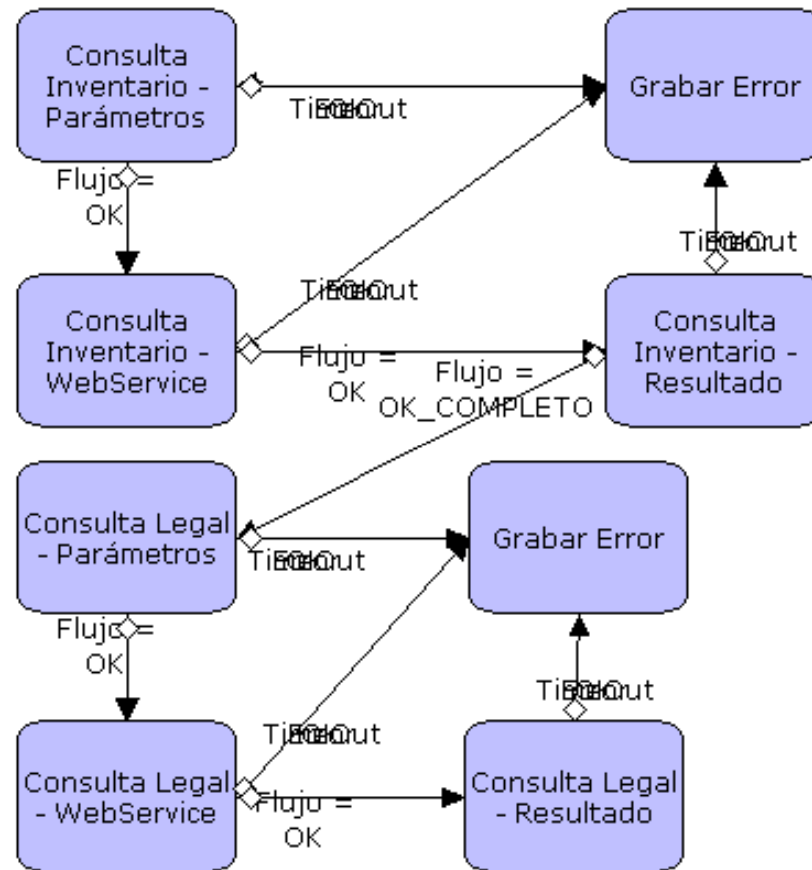 Consulta
Inventario -
Parámetros
Grabar Error
Flujo =
OK
Consulta
Inventario -
WebService
Flujo =
OK
Flujo =
OK_COMPLETO
Consulta
Inventario -
Resultado
Consulta Legal
- Parámetros
Grabar Error
Flujo =
OK
Consulta Legal
- WebService
Flujo =
OK
Consulta Legal
- Resultado